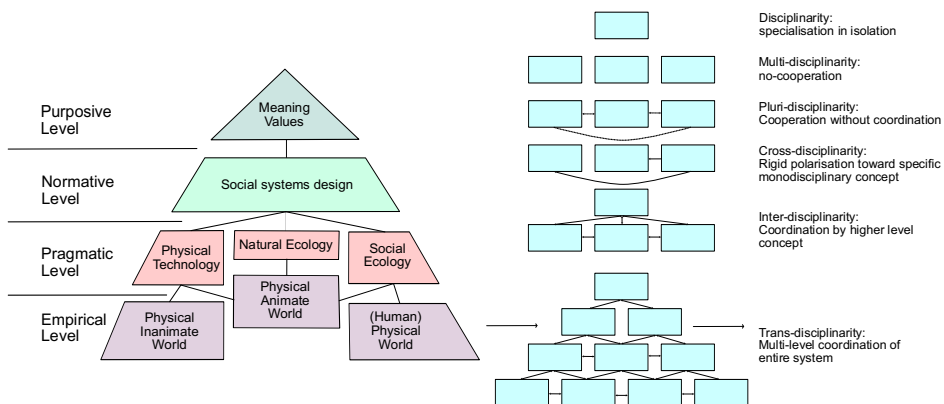 Purposive
Level
Normative
Level
Pragmatic
Level
Empirical
Level
Meaning
Values
Social systems design
Physical
Technology
Natural Ecology
Social
Ecology
Physical
Inanimate
World
Physical
Animate
World
(Human)
Physical
World
Disciplinarity:
specialisation in isolation
Multi-disciplinarity:
no-cooperation
Pluri-disciplinarity:
Cooperation without coordination
Cross-disciplinarity:
Rigid polarisation toward specific
monodisciplinary concept
Inter-disciplinarity:
Coordination by higher level
concept
Trans-disciplinarity:
Multi-level coordination of
entire system